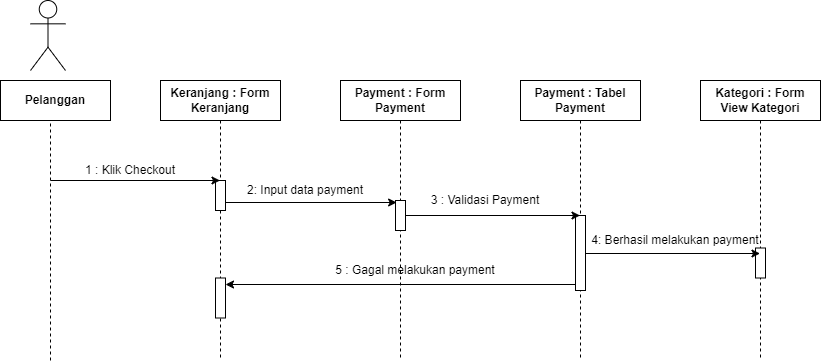 Pelanggan
Keranjang : Form
Keranjang
Payment : Form
Payment
Payment : Tabel
Payment
Kategori : Form
View Kategori
1 : Klik Checkout
2: Input data payment
3 : Validasi Payment
4: Berhasil melakukan payment
5 : Gagal melakukan payment